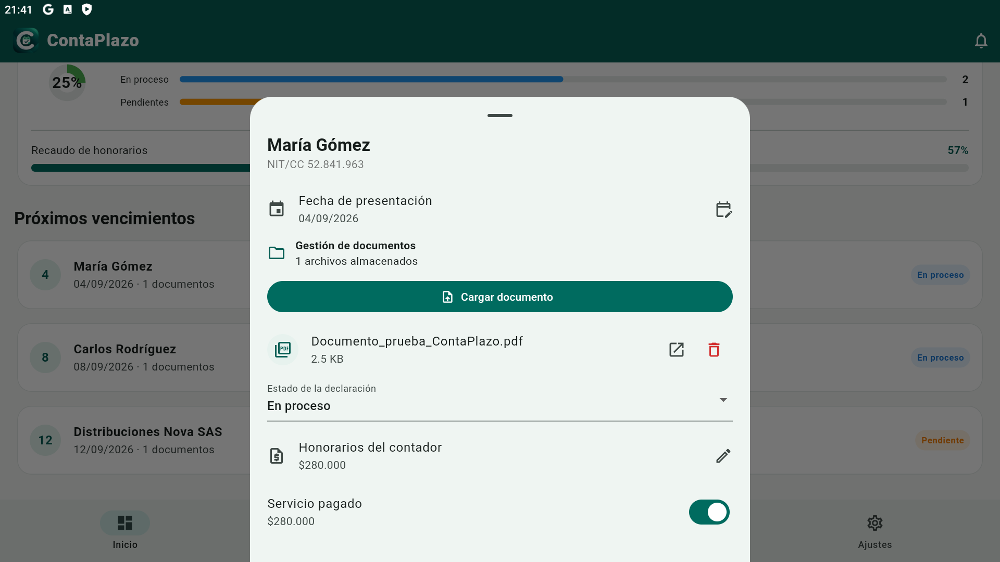 21:41
ContaPlazo
25%
En proceso
2
Pendientes
1
Recaudo de honorarios
57%
Próximos vencimientos
4
María Gómez
04/09/2026 · 1 documentos
En proceso
8
Carlos Rodríguez
08/09/2026 · 1 documentos
En proceso
12
Distribuciones Nova SAS
12/09/2026 · 1 documentos
Pendiente
María Gómez
NIT/CC 52.841.963
Fecha de presentación
04/09/2026
Gestión de documentos
1 archivos almacenados
Cargar documento
PDF
Documento_prueba_ContaPlazo.pdf
2.5 KB
Estado de la declaración
En proceso
Honorarios del contador
$280.000
Servicio pagado
$280.000
Inicio
Ajustes